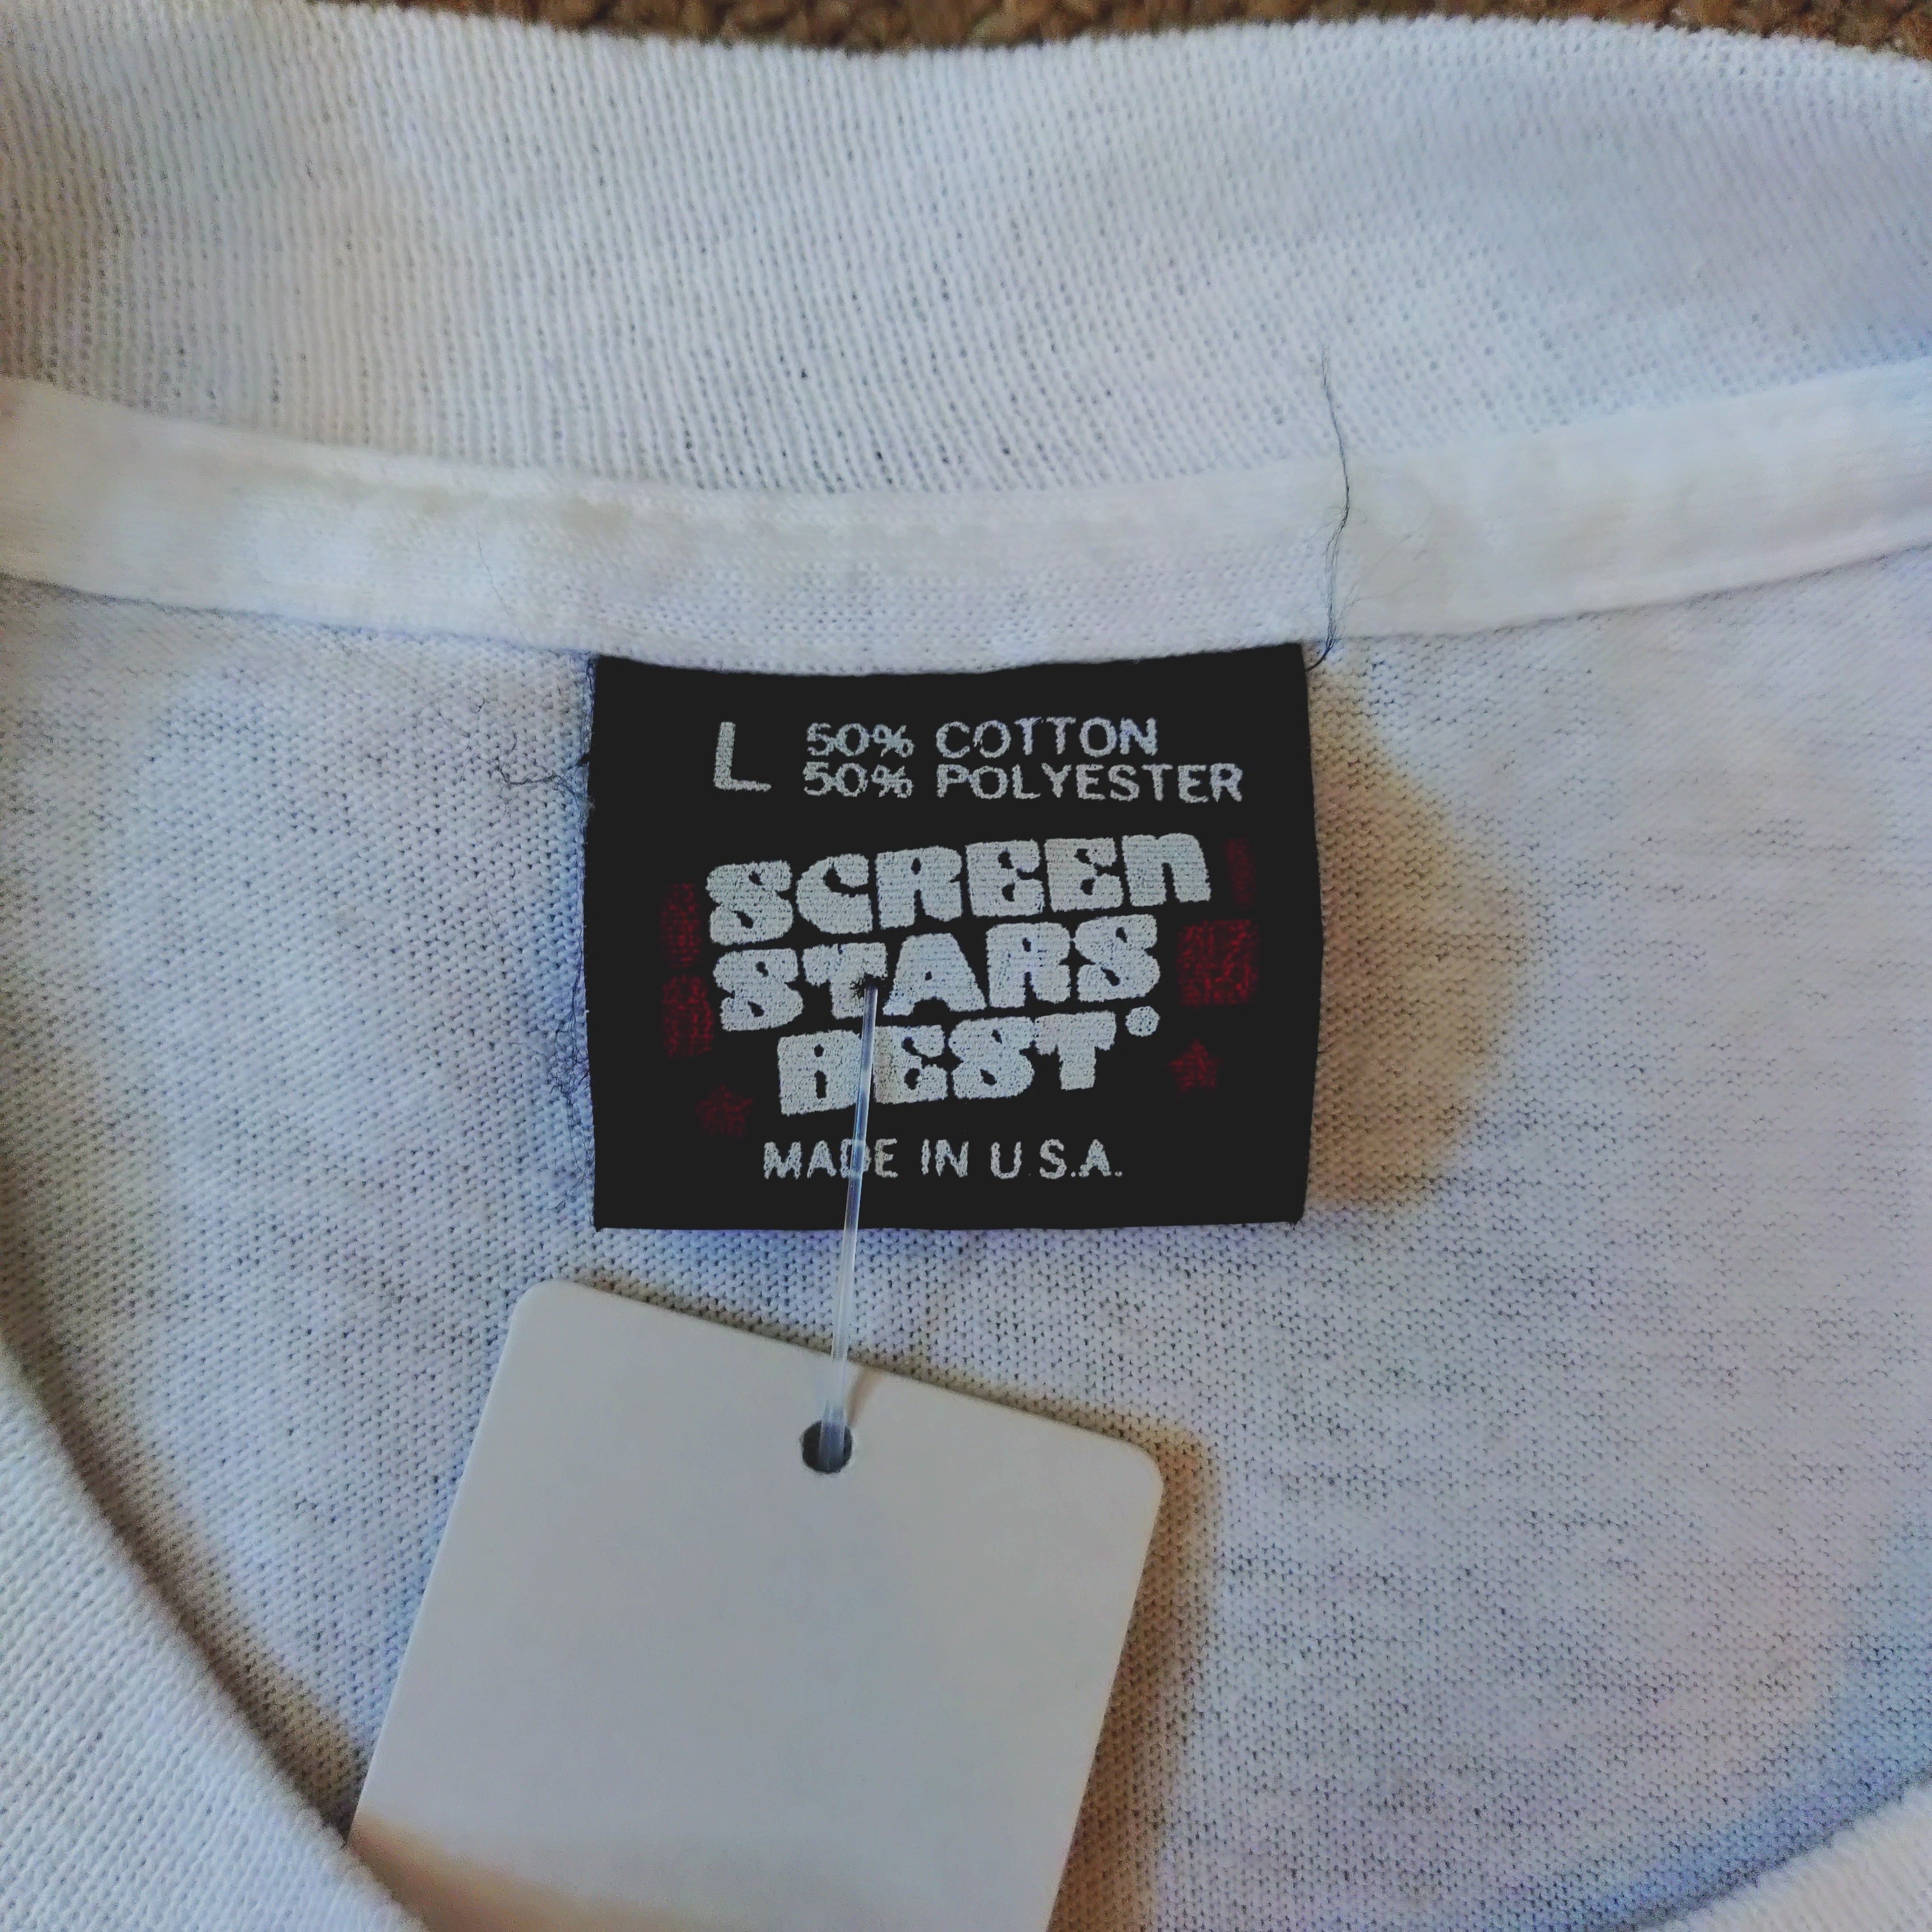 L 50% COTTON
50% POLYESTER
SCREEN
STARS
BEST
MADE IN U.S.A.